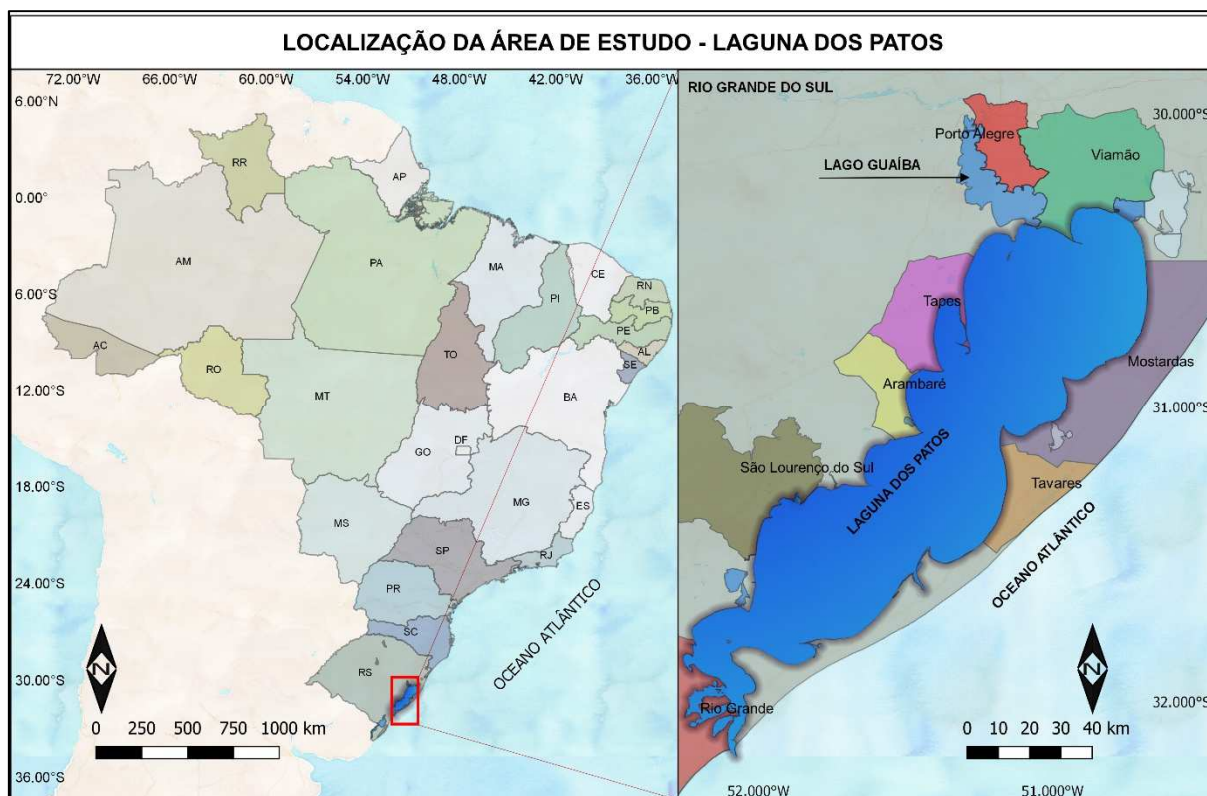 LOCALIZAÇÃO DA ÁREA DE ESTUDO - LAGUNA DOS PATOS
72.00°W 66.00°W 60.00°W 54.00°W 48.00°W 42.00°W 36.00°W
6.00°N
0.00°
6.00°S
12.00°S
18.00°S
24.00°S
30.00°S
36.00°S
RR
AP
AM
PA
MA
CE
RN
PI
PB
PE
AL
SE
AC
TO
RO
BA
MT
DF
GO
MG
ES
MS
SP
RJ
PR
SC
RS
OCEANO ATLÂNTICO
N
0 250 500 750 1000 km
RIO GRANDE DO SUL
30.000°S
Porto Alegre
Viamão
LAGO GUAÍBA
Tapes
Mostardas
Arambaré
31.000°S
São Lourenço do Sul
LAGUNA DOS PATOS
Tavares
OCEANO ATLÂNTICO
N
Rio Grande
32.000°S
0 10 20 30 40 km
52.000°W 51.000°W